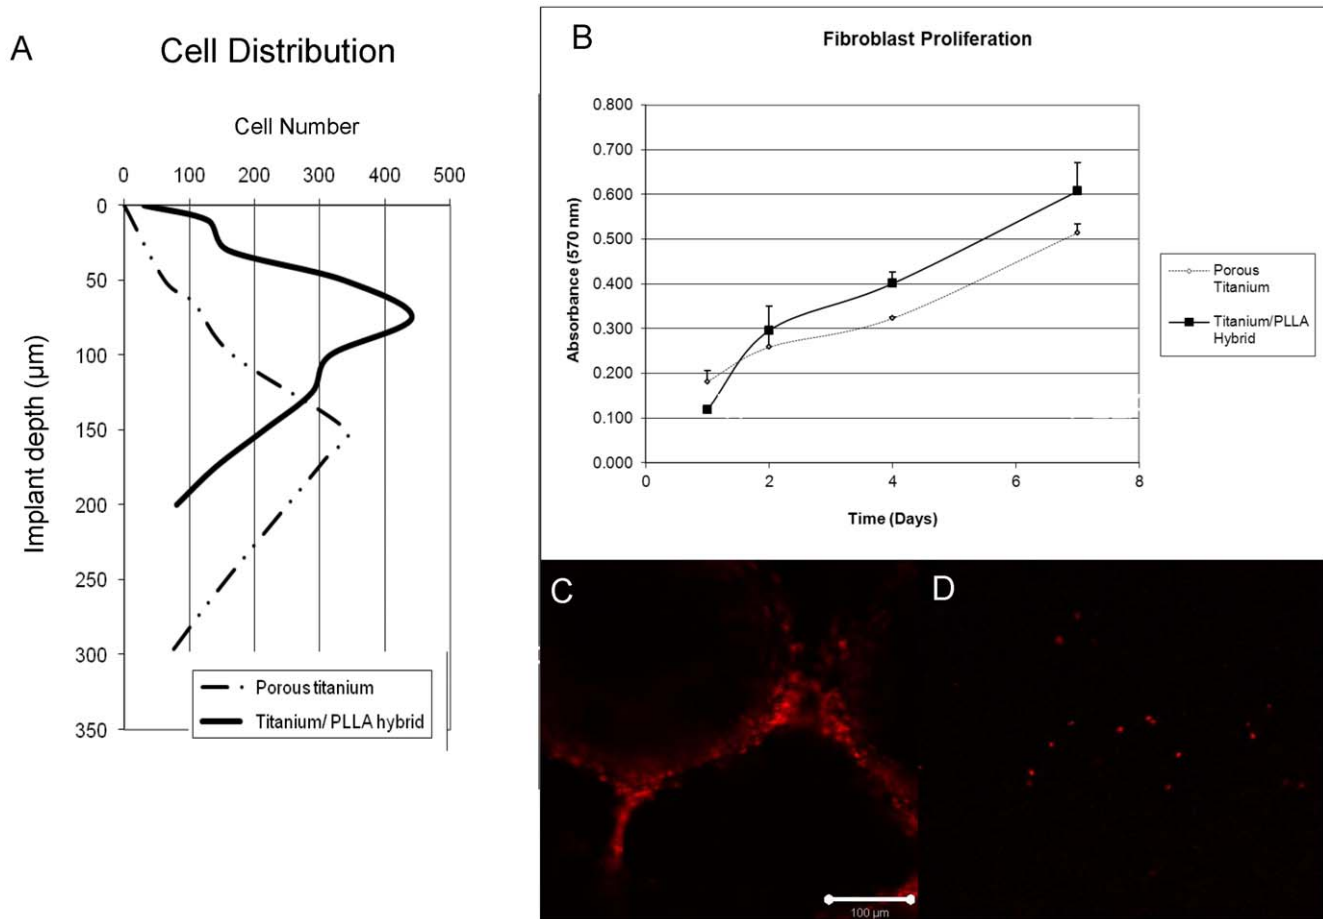 A
Cell Distribution
Cell Number
0 100 200 300 400 500
0
50
100
150
200
250
300
350
Implant depth (µm)
Porous titanium
Titanium/ PLLA hybrid
B
Fibroblast Proliferation
0.800
0.700
0.600
0.500
0.400
0.300
0.200
0.100
0.000
Absorbance (570 nm)
0 2 4 6 8
Time (Days)
Porous
Titanium
Titanium/PLLA
Hybrid
C
100 µm
D